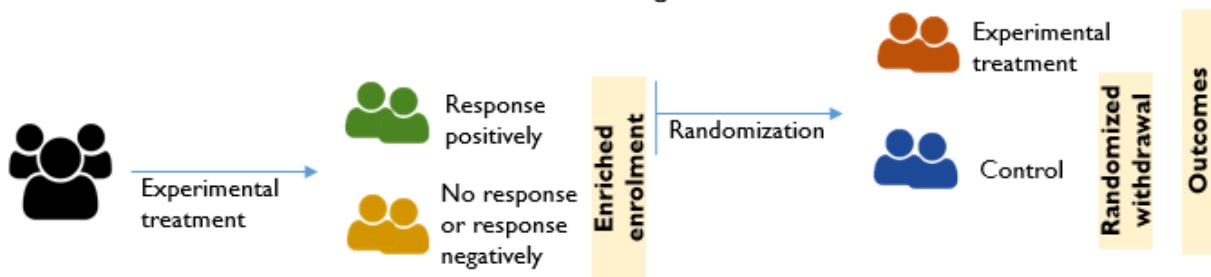 Experimental
treatment
Response
positively
No response
or response
negatively
Enriched
enrolment
Randomization
Experimental
treatment
Control
Randomized
withdrawal
Outcomes